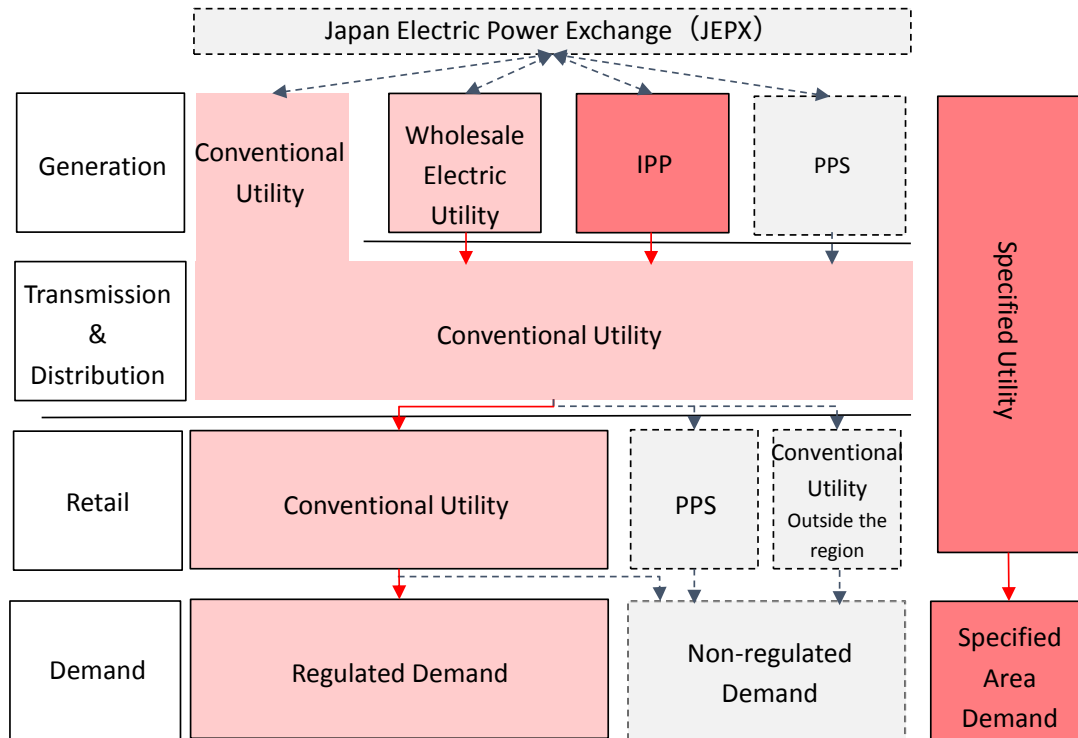 Japan Electric Power Exchange（JEPX）
Generation
Conventional
Utility
Wholesale
Electric
Utility
IPP
PPS
Specified Utility
Transmission
&
Distribution
Conventional Utility
Retail
Conventional Utility
PPS
Conventional
Utility
Outside the
region
Demand
Regulated Demand
Non-regulated
Demand
Specified
Area
Demand